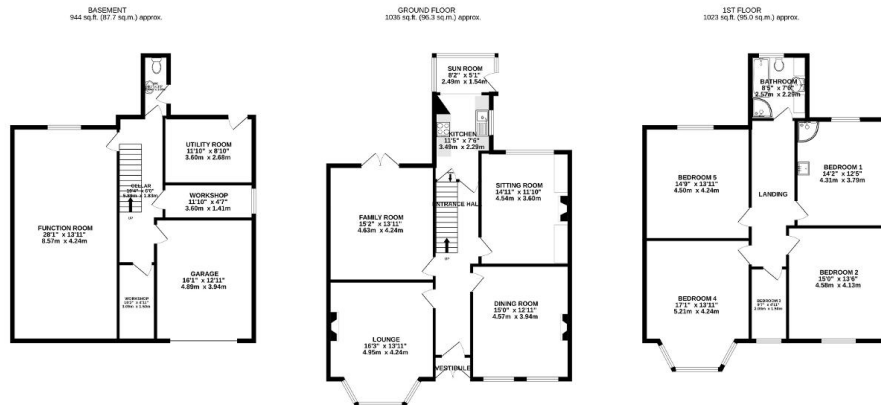 BASEMENT
944 sq.ft. (87.7 sq.m.) approx.
UTILITY ROOM
11'10" x 8'10"
3.60m x 2.68m
CELLAR
WORKSHOP
11'10" x 4'7"
3.60m x 1.41m
FUNCTION ROOM
28'1" x 13'11"
8.57m x 4.24m
UP
GARAGE
16'1" x 12'11"
4.89m x 3.94m
WORKSHOP
GROUND FLOOR
1036 sq.ft. (96.3 sq.m.) approx.
SUN ROOM
8'2" x 5'1"
2.49m x 1.54m
KITCHEN
11'5" x 7'6"
3.49m x 2.29m
SITTING ROOM
14'11" x 11'10"
4.54m x 3.60m
ENTRANCE HALL
FAMILY ROOM
15'2" x 13'11"
4.63m x 4.24m
UP
DINING ROOM
15'0" x 12'11"
4.57m x 3.94m
LOUNGE
16'3" x 13'11"
4.95m x 4.24m
VESTIBULE
1ST FLOOR
1023 sq.ft. (95.0 sq.m.) approx.
BATHROOM
8'5" x 7'6"
2.57m x 2.29m
BEDROOM 5
14'9" x 13'11"
4.50m x 4.24m
BEDROOM 1
14'2" x 12'5"
4.31m x 3.79m
LANDING
BEDROOM 2
15'0" x 13'6"
4.58m x 4.13m
BEDROOM 4
17'1" x 13'11"
5.21m x 4.24m
BEDROOM 3